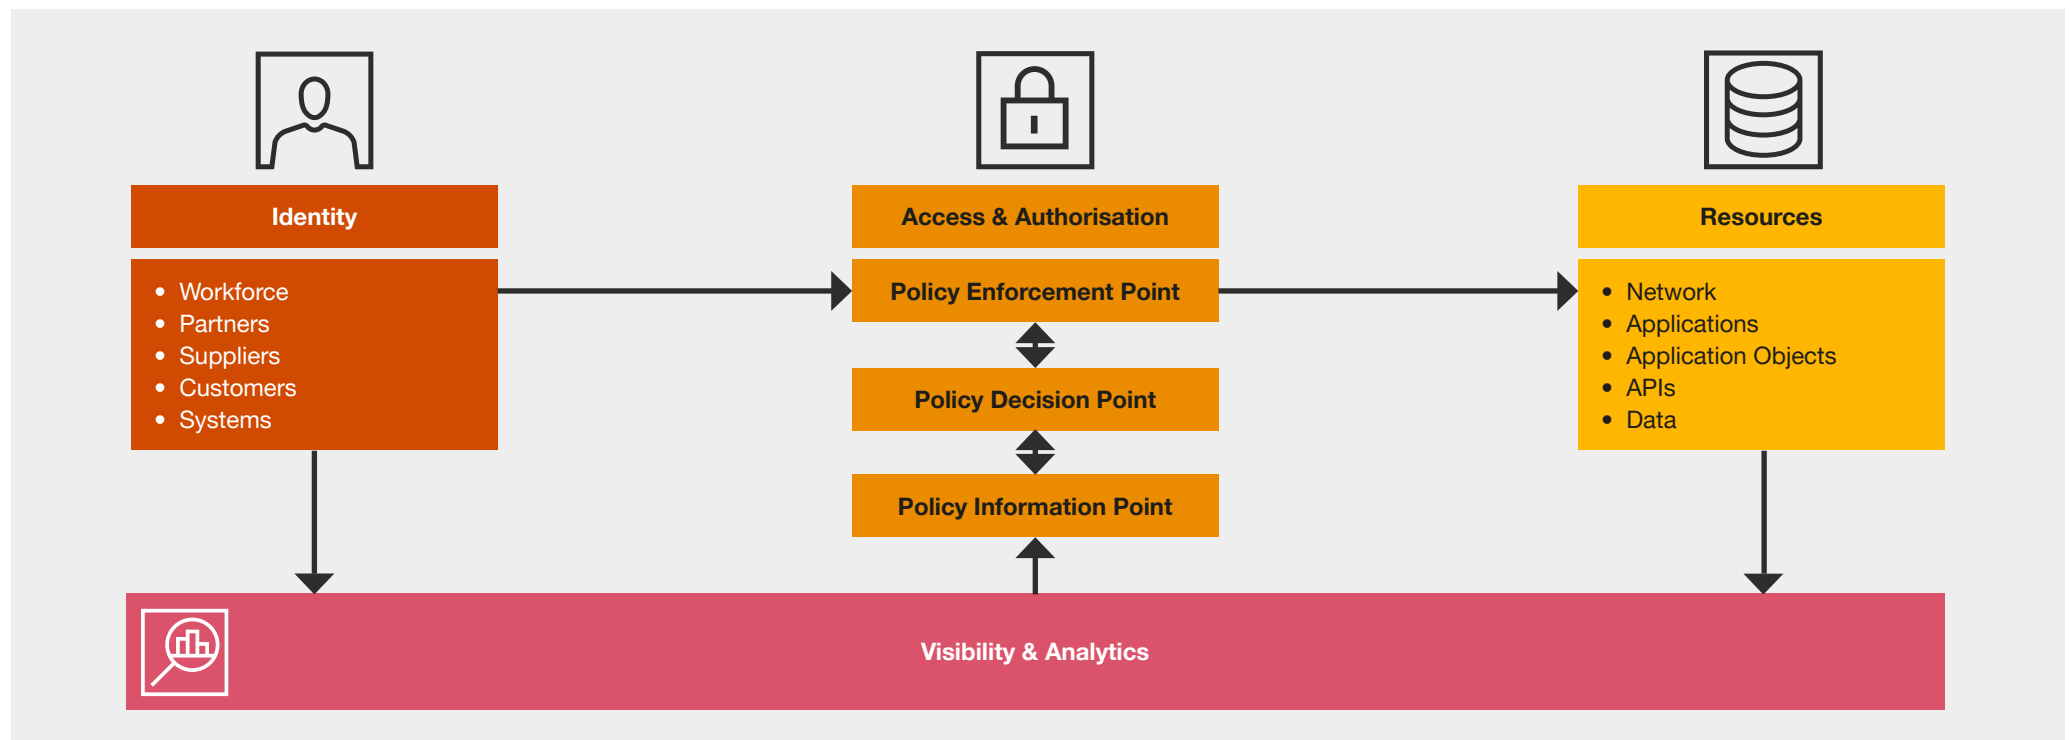 Identity
• Workforce
• Partners
• Suppliers
• Customers
• Systems
Access & Authorisation
Policy Enforcement Point
Policy Decision Point
Policy Information Point
Resources
• Network
• Applications
• Application Objects
• APIs
• Data
Visibility & Analytics